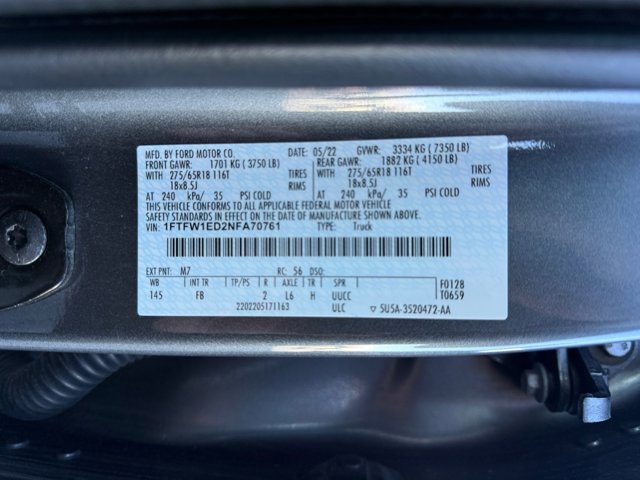 MFD. BY FORD MOTOR CO. DATE: 05/22 GVWR: 3334 KG ( 7350 LB)
FRONT GAWR: 1701 KG ( 3750 LB) REAR GAWR: 1882 KG ( 4150 LB)
WITH 275/65R18 116T TIRES WITH 275/65R18 116T TIRES
18x8.5J RIMS 18x8.5J RIMS
AT 240 kPa/ 35 PSI COLD AT 240 kPa/ 35 PSI COLD
THIS VEHICLE CONFORMS TO ALL APPLICABLE FEDERAL MOTOR VEHICLE
SAFETY STANDARDS IN EFFECT ON THE DATE OF MANUFACTURE SHOWN ABOVE.
VIN: 1FTFW1ED2NFA70761 TYPE: Truck
EXT PNT: M7 RC: 56 DSO:
WB INT TR TP/PS R AXLE TR SPR F0128
145 FB 2 L6 H UUCC T0659
2202205171163 ULC 5U5A-3520472-AA